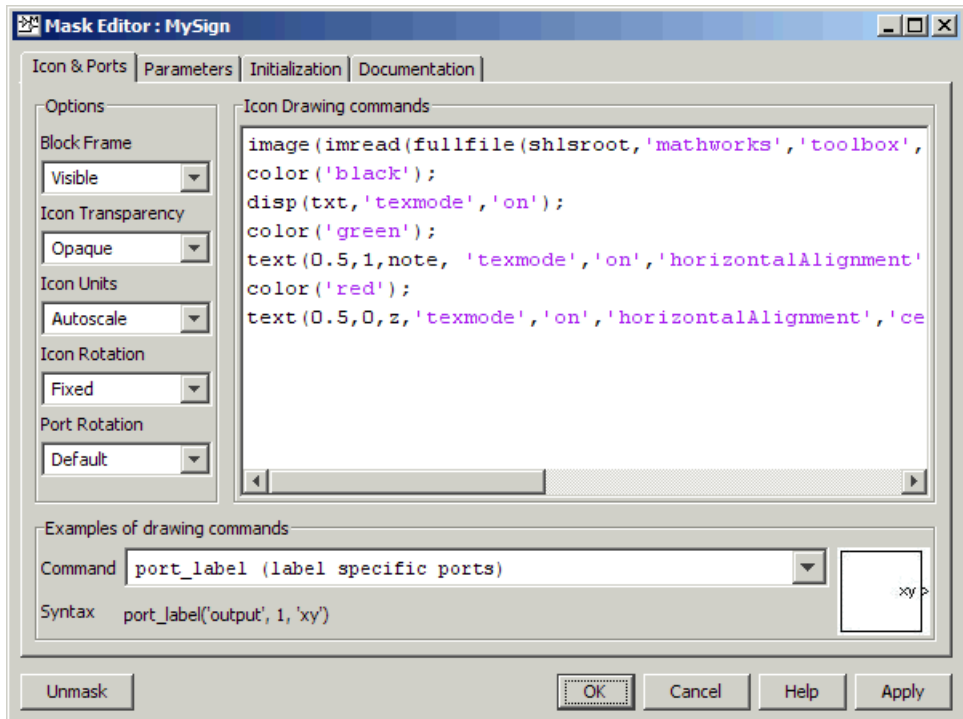 Mask Editor : MySign
Icon & Ports
Parameters
Initialization
Documentation
Options
Block Frame
Visible
Icon Transparency
Opaque
Icon Units
Autoscale
Icon Rotation
Fixed
Port Rotation
Default
Icon Drawing commands
image(imread(fullfile(shlsroot,'mathworks','toolbox',
color('black');
disp(txt,'texmode','on');
color('green');
text(0.5,1,note, 'texmode','on','horizontalAlignment'
color('red');
text(0.5,0,z,'texmode','on','horizontalAlignment','ce
Examples of drawing commands
Command port_label (label specific ports)
Syntax port_label('output', 1, 'xy')
xy
Unmask
OK
Cancel
Help
Apply